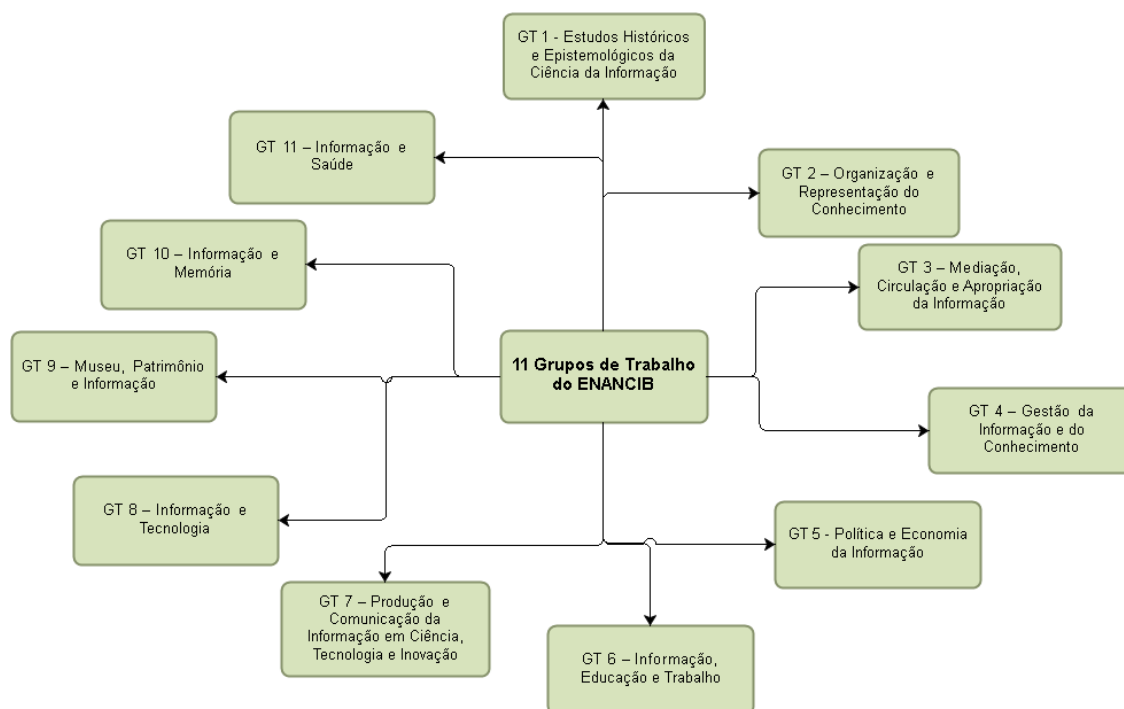 GT 1 - Estudos Históricos
e Epistemológicos da
Ciência da Informação
GT 11 – Informação e
Saúde
GT 2 – Organização e
Representação do
Conhecimento
GT 10 – Informação e
Memória
GT 3 – Mediação,
Circulação e Apropriação
da Informação
GT 9 – Museu, Patrimônio
e Informação
11 Grupos de Trabalho
do ENANCIB
GT 4 – Gestão da
Informação e do
Conhecimento
GT 8 – Informação e
Tecnologia
GT 5 - Política e Economia
da Informação
GT 7 – Produção e
Comunicação da
Informação em Ciência,
Tecnologia e Inovação
GT 6 – Informação,
Educação e Trabalho